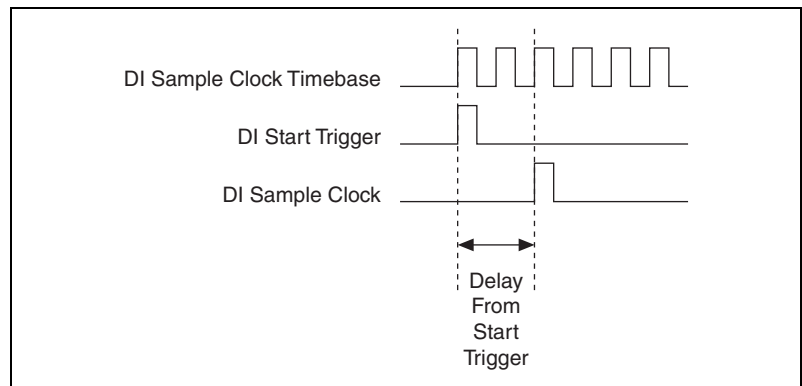 DI Sample Clock Timebase
DI Start Trigger
DI Sample Clock
Delay
From
Start
Trigger